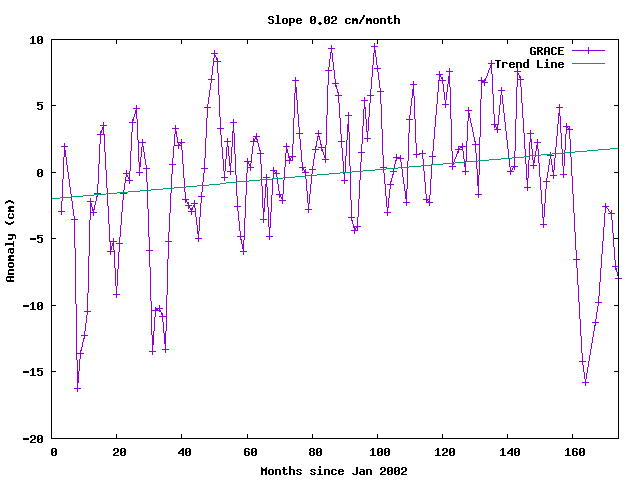 Slope 0.02 cm/month
GRACE
Trend Line
10
5
0
-5
-10
-15
-20
Anomaly (cm)
0 20 40 60 80 100 120 140 160
Months since Jan 2002